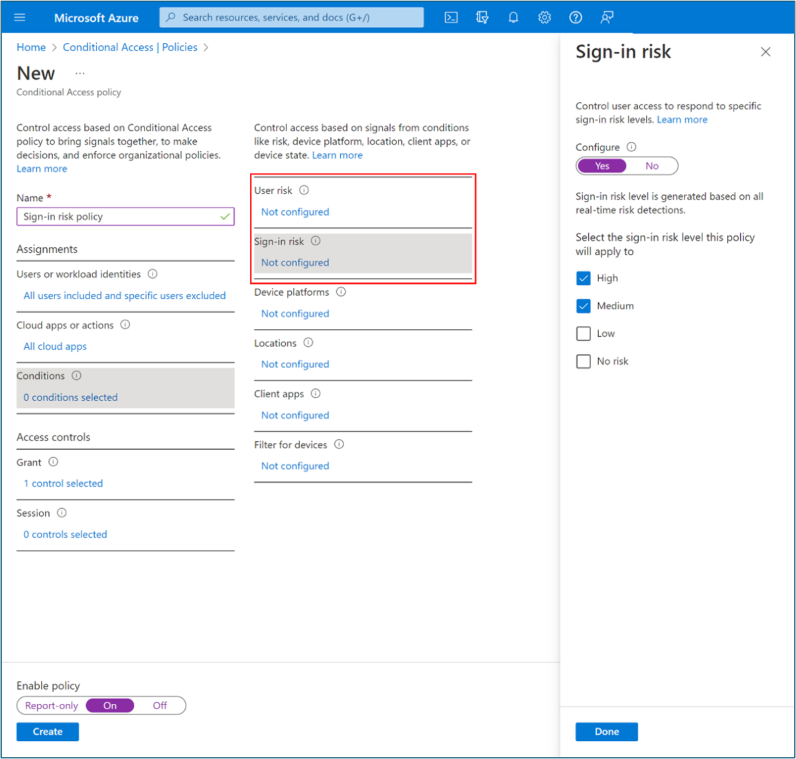 Microsoft Azure
Search resources, services, and docs (G+/)
Home > Conditional Access | Policies >
New ...
Conditional Access policy
Control access based on Conditional Access
policy to bring signals together, to make
decisions, and enforce organizational policies.
Learn more
Name *
Sign-in risk policy
Assignments
Users or workload identities
All users included and specific users excluded
Cloud apps or actions
All cloud apps
Conditions
0 conditions selected
Access controls
Grant
1 control selected
Session
0 controls selected
Control access based on signals from conditions
like risk, device platform, location, client apps, or
device state. Learn more
User risk
Not configured
Sign-in risk
Not configured
Device platforms
Not configured
Locations
Not configured
Client apps
Not configured
Filter for devices
Not configured
Enable policy
Report-only On Off
Create
Sign-in risk
Control user access to respond to specific
sign-in risk levels. Learn more
Configure
Yes No
Sign-in risk level is generated based on all
real-time risk detections.
Select the sign-in risk level this policy
will apply to
High
Medium
Low
No risk
Done